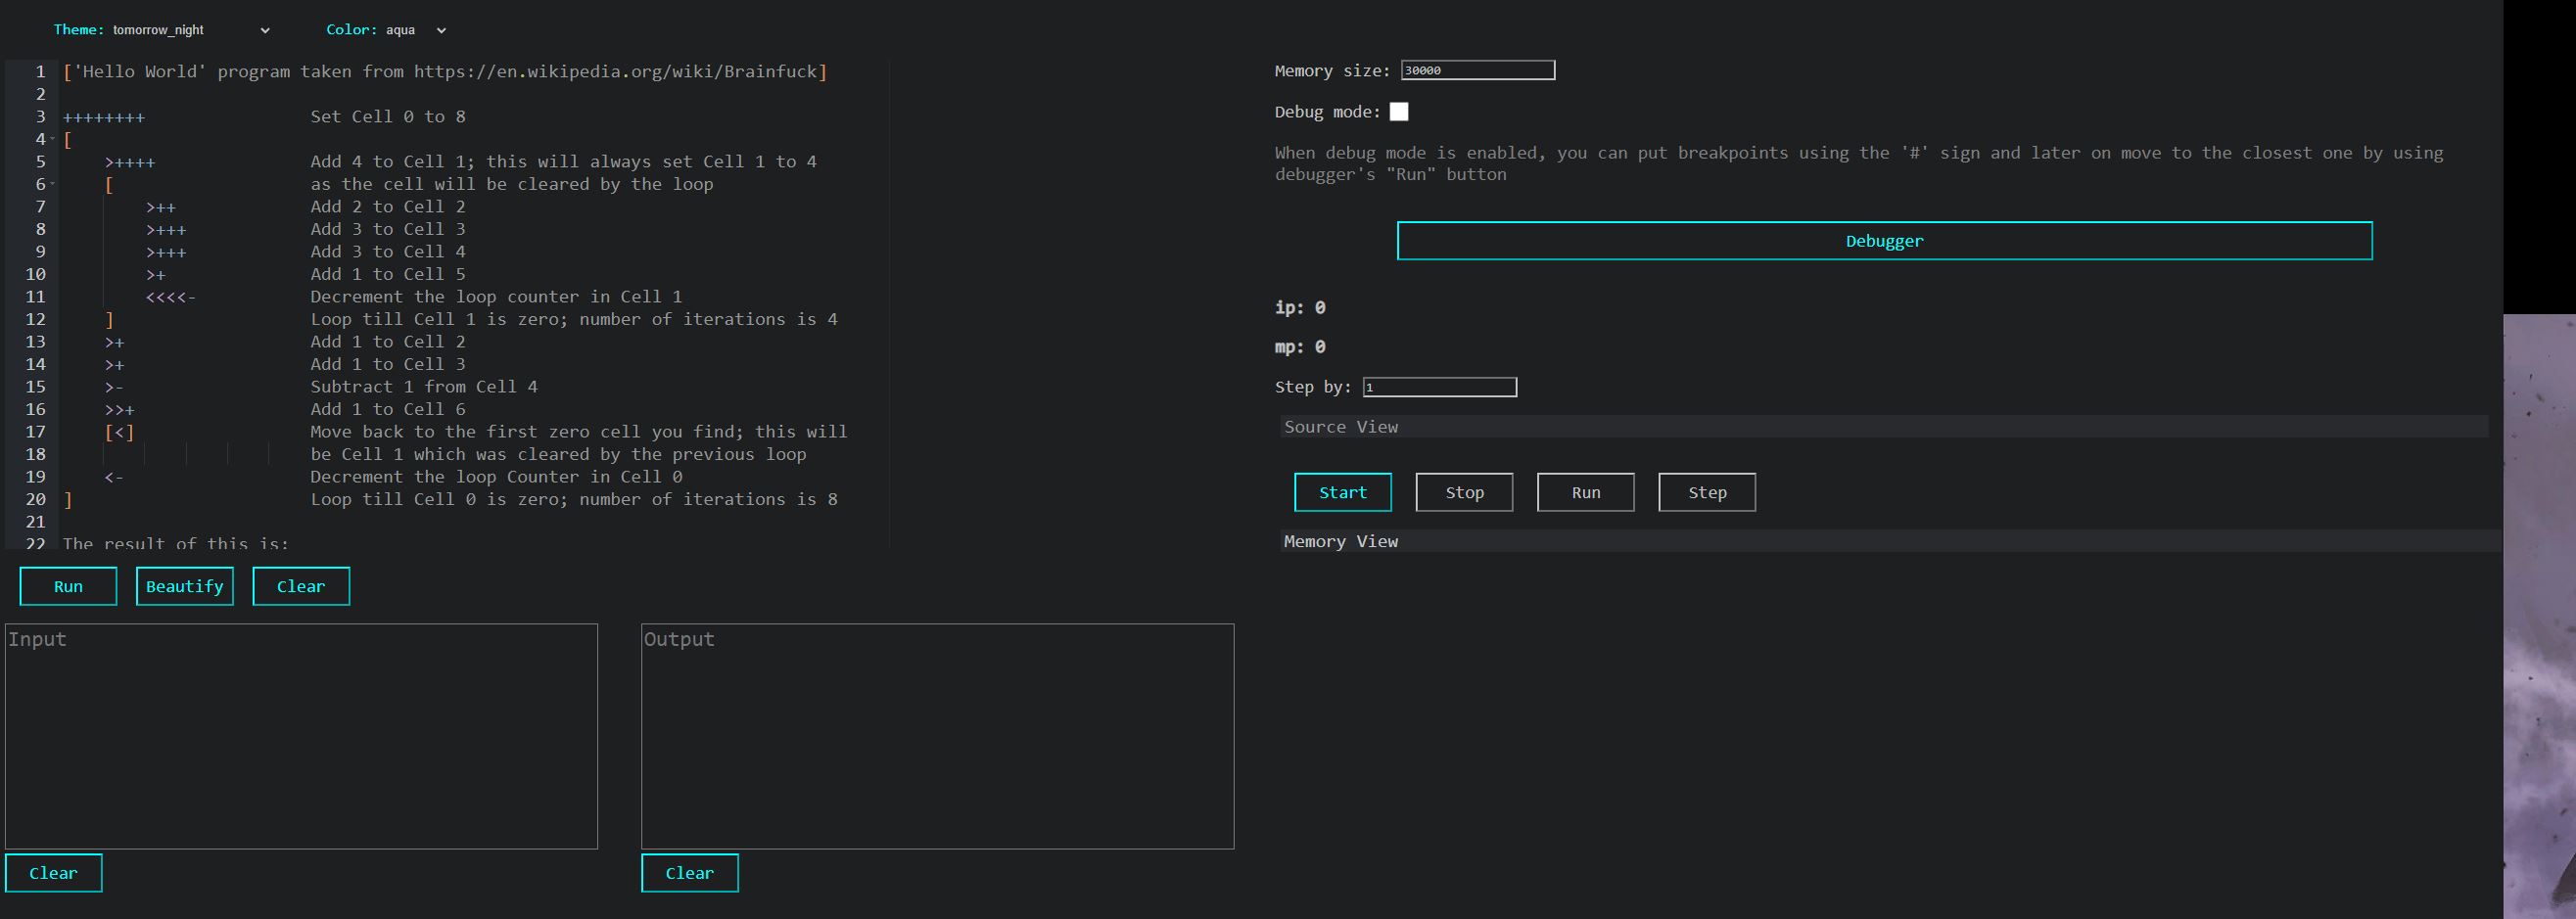 Theme: tomorrow_night Color: aqua
1 ['Hello World' program taken from https://en.wikipedia.org/wiki/Brainfuck]
2
3 ++++++++ Set Cell 0 to 8
4 [
5 >++++ Add 4 to Cell 1; this will always set Cell 1 to 4
6 [ as the cell will be cleared by the loop
7 >++ Add 2 to Cell 2
8 >+++ Add 3 to Cell 3
9 >+++ Add 3 to Cell 4
10 >+ Add 1 to Cell 5
11 <<<<- Decrement the loop counter in Cell 1
12 ] Loop till Cell 1 is zero; number of iterations is 4
13 >+ Add 1 to Cell 2
14 >+ Add 1 to Cell 3
15 >- Subtract 1 from Cell 4
16 >>+ Add 1 to Cell 6
17 [<] Move back to the first zero cell you find; this will
18 be Cell 1 which was cleared by the previous loop
19 <- Decrement the loop Counter in Cell 0
20 ] Loop till Cell 0 is zero; number of iterations is 8
21
22 The result of this is:
Run Beautify Clear
Input
Output
Clear
Clear
Memory size: 30000
Debug mode:
When debug mode is enabled, you can put breakpoints using the '#' sign and later on move to the closest one by using
debugger's "Run" button
Debugger
ip: 0
mp: 0
Step by: 1
Source View
Start Stop Run Step
Memory View